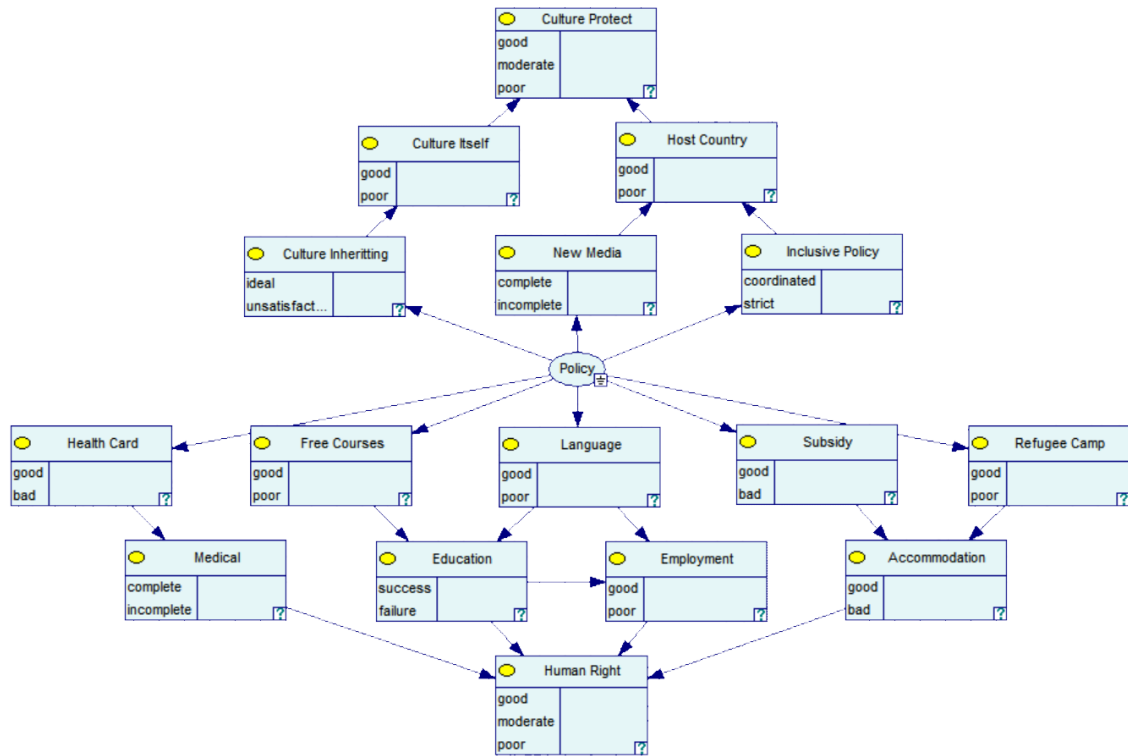 Culture Protect
good
moderate
poor
?
Culture Itself
good
poor
?
Host Country
good
poor
?
Culture Inheritting
ideal
unsatisfact...
?
New Media
complete
incomplete
?
Inclusive Policy
coordinated
strict
?
Policy
Health Card
good
bad
?
Free Courses
good
poor
?
Language
good
poor
?
Subsidy
good
bad
?
Refugee Camp
good
poor
?
Medical
complete
incomplete
?
Education
success
failure
?
Employment
good
poor
?
Accommodation
good
bad
?
Human Right
good
moderate
poor
?